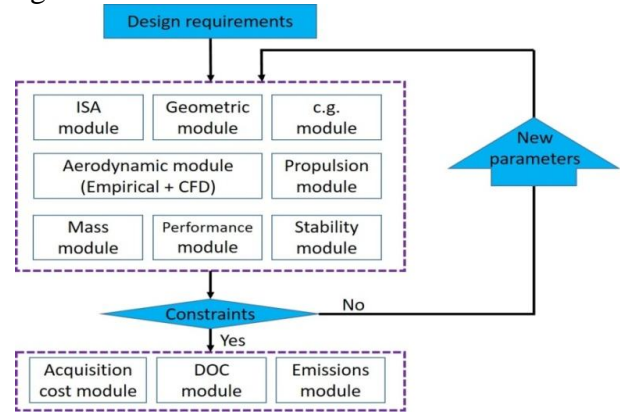 Design requirements
ISA
module
Geometric
module
c.g.
module
Aerodynamic module
(Empirical + CFD)
Propulsion
module
Mass
module
Performance
module
Stability
module
New
parameters
Constraints
No
Yes
Acquisition
cost module
DOC
module
Emissions
module